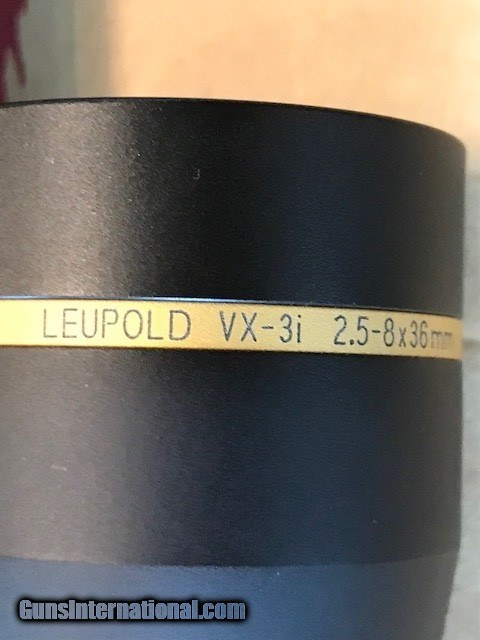 LEUPOLD VX-3i 2.5-8x36mm
GunsInternational.com